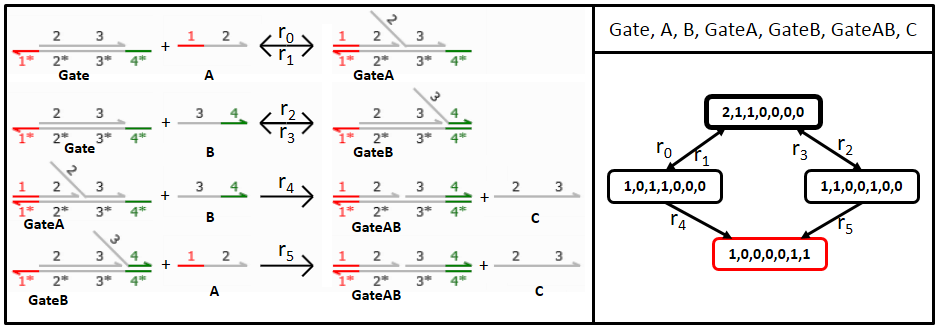 2 3 + 1 2 r0 1 2 3
1* 2* 3* 4* r1 1* 2* 3* 4*
Gate A GateA
2 3 + 3 4 r2 2 3 4
1* 2* 3* 4* r3 1* 2* 3* 4*
Gate B GateB
1 2 3 + 3 4 r4 1 2 3 4 + 2 3
1* 2* 3* 4* 1* 2* 3* 4*
GateA B GateAB C
2 3 4 + 1 2 r5 1 2 3 4 + 2 3
1* 2* 3* 4* 1* 2* 3* 4*
GateB A GateAB C
Gate, A, B, GateA, GateB, GateAB, C
2,1,1,0,0,0,0
r0 r1 r3 r2
1,0,1,1,0,0,0 1,1,0,0,1,0,0
r4 r5
1,0,0,0,0,1,1